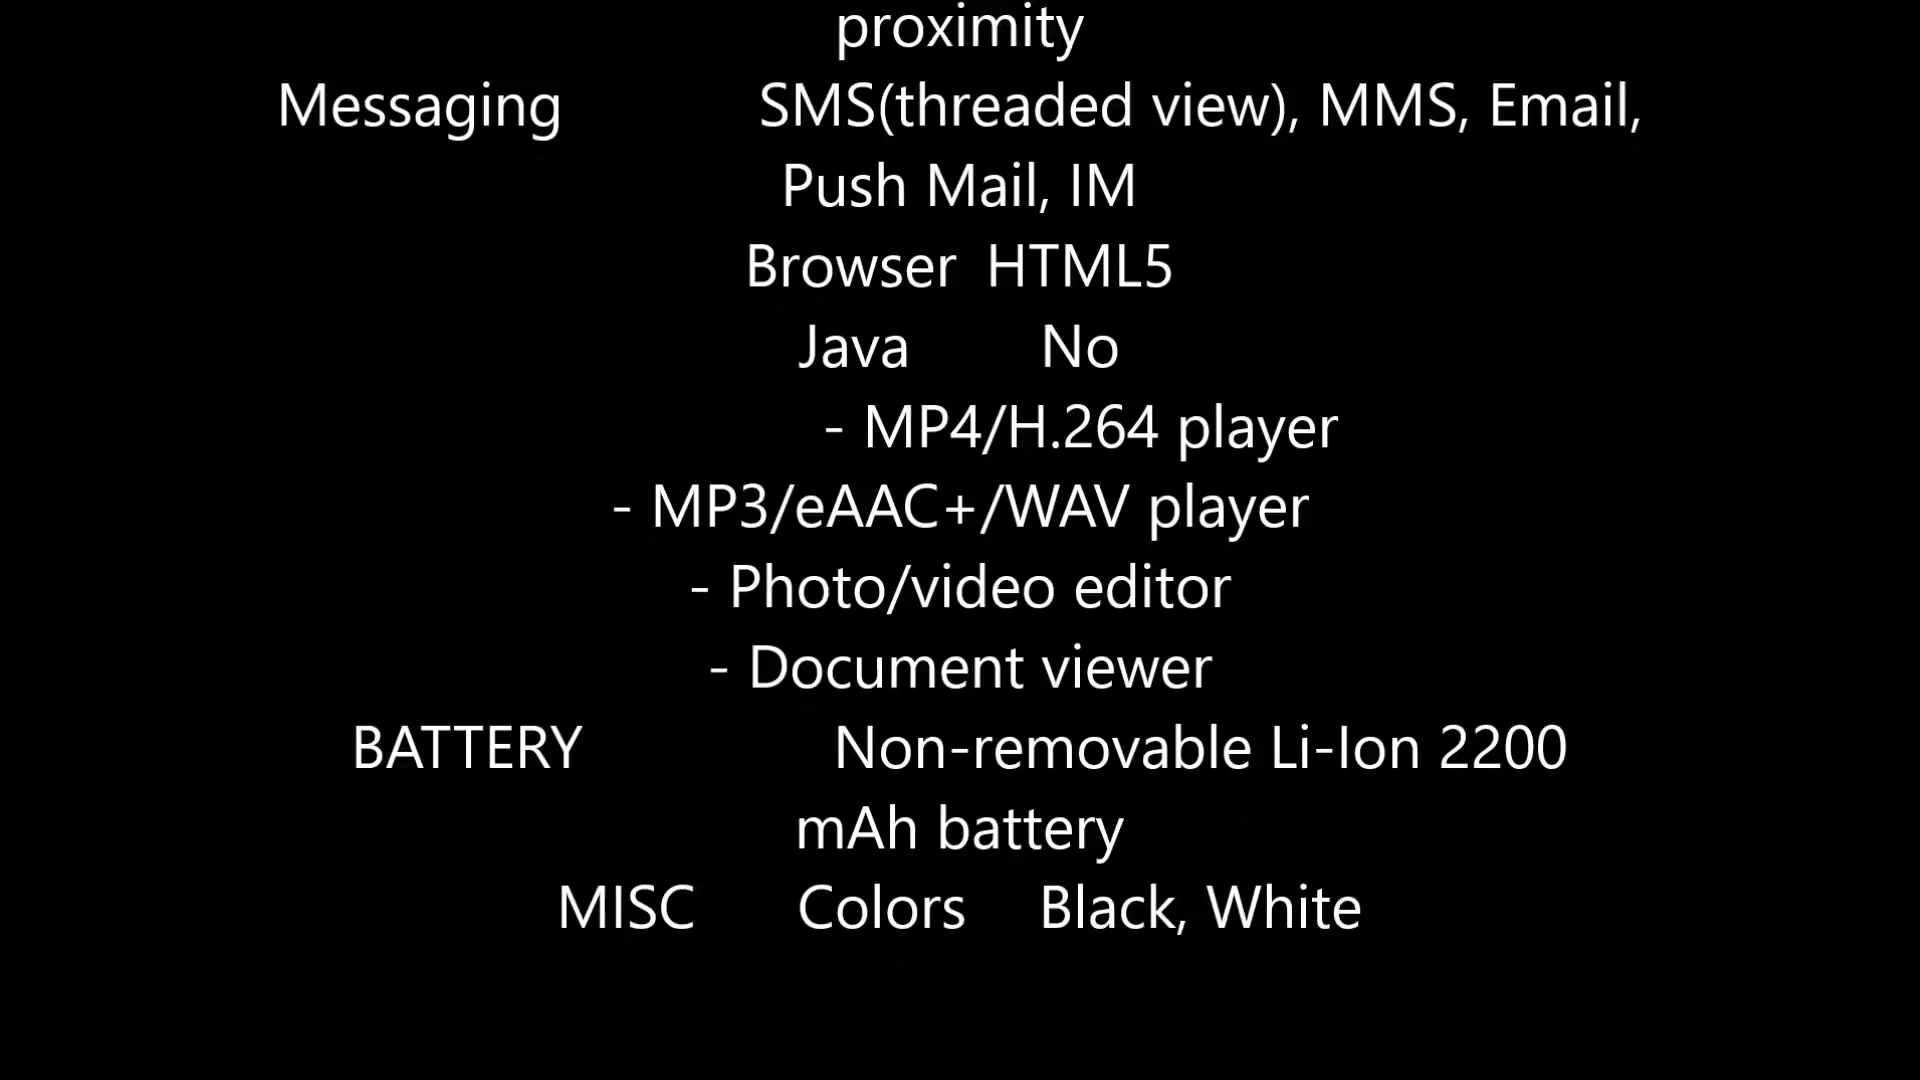 proximity
Messaging SMS(threaded view), MMS, Email,
Push Mail, IM
Browser HTML5
Java No
- MP4/H.264 player
- MP3/eAAC+/WAV player
- Photo/video editor
- Document viewer
BATTERY Non-removable Li-Ion 2200
mAh battery
MISC Colors Black, White